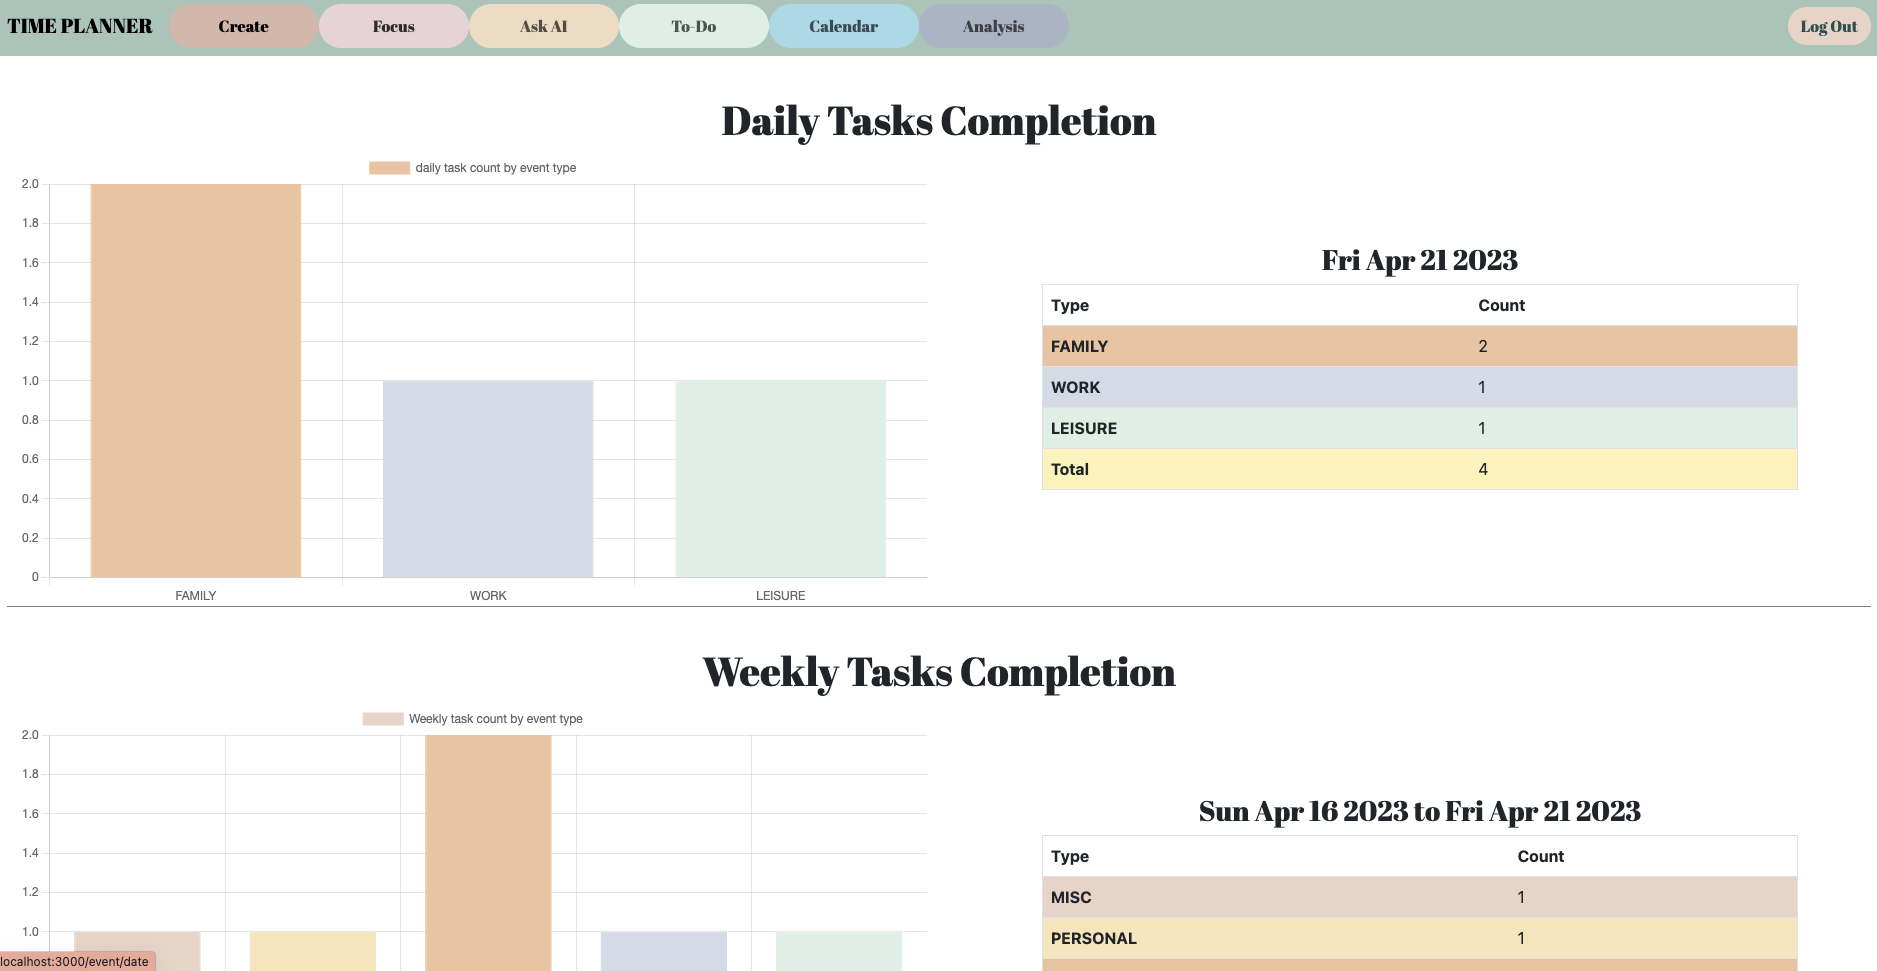 TIME PLANNER Create Focus Ask AI To-Do Calendar Analysis Log Out
Daily Tasks Completion
daily task count by event type
2.0
1.8
1.6
1.4
1.2
1.0
0.8
0.6
0.4
0.2
0
FAMILY WORK LEISURE
Fri Apr 21 2023
Type Count
FAMILY 2
WORK 1
LEISURE 1
Total 4
Weekly Tasks Completion
Weekly task count by event type
2.0
1.8
1.6
1.4
1.2
1.0
Sun Apr 16 2023 to Fri Apr 21 2023
Type Count
MISC 1
PERSONAL 1
localhost:3000/event/date